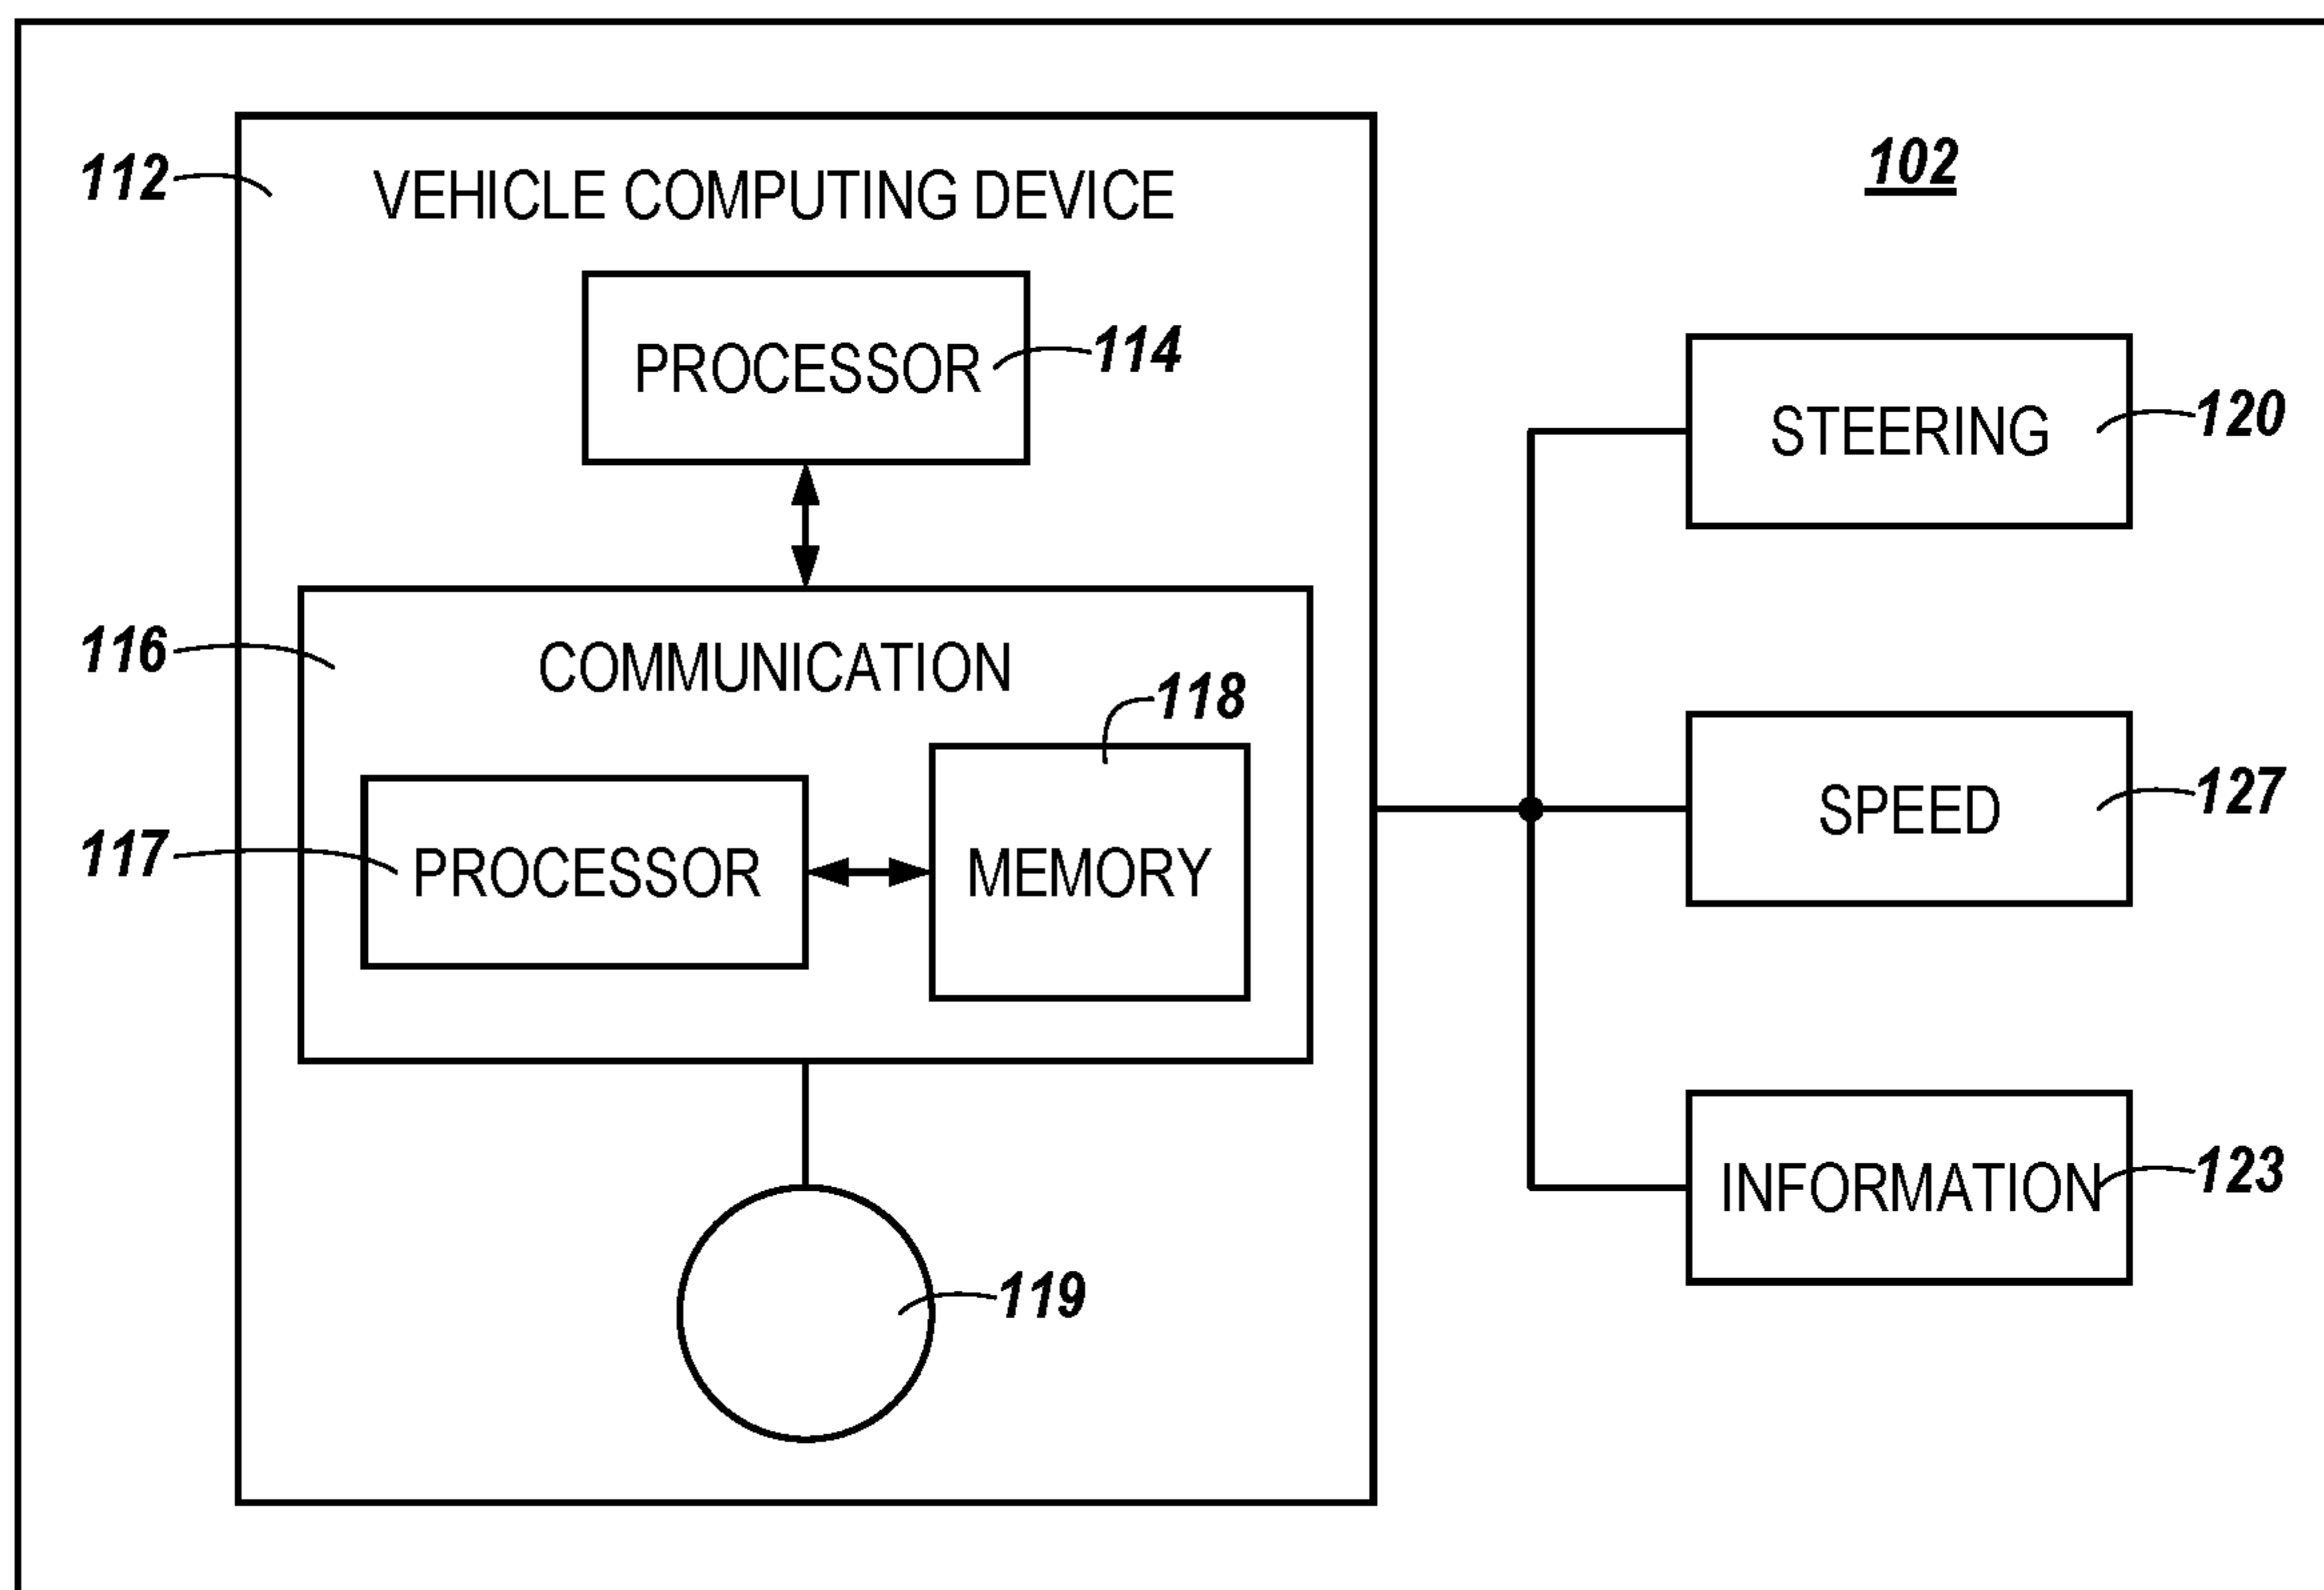 102
112
VEHICLE COMPUTING DEVICE
PROCESSOR
114
116
COMMUNICATION
118
117
PROCESSOR
MEMORY
119
STEERING
120
SPEED
127
INFORMATION
123